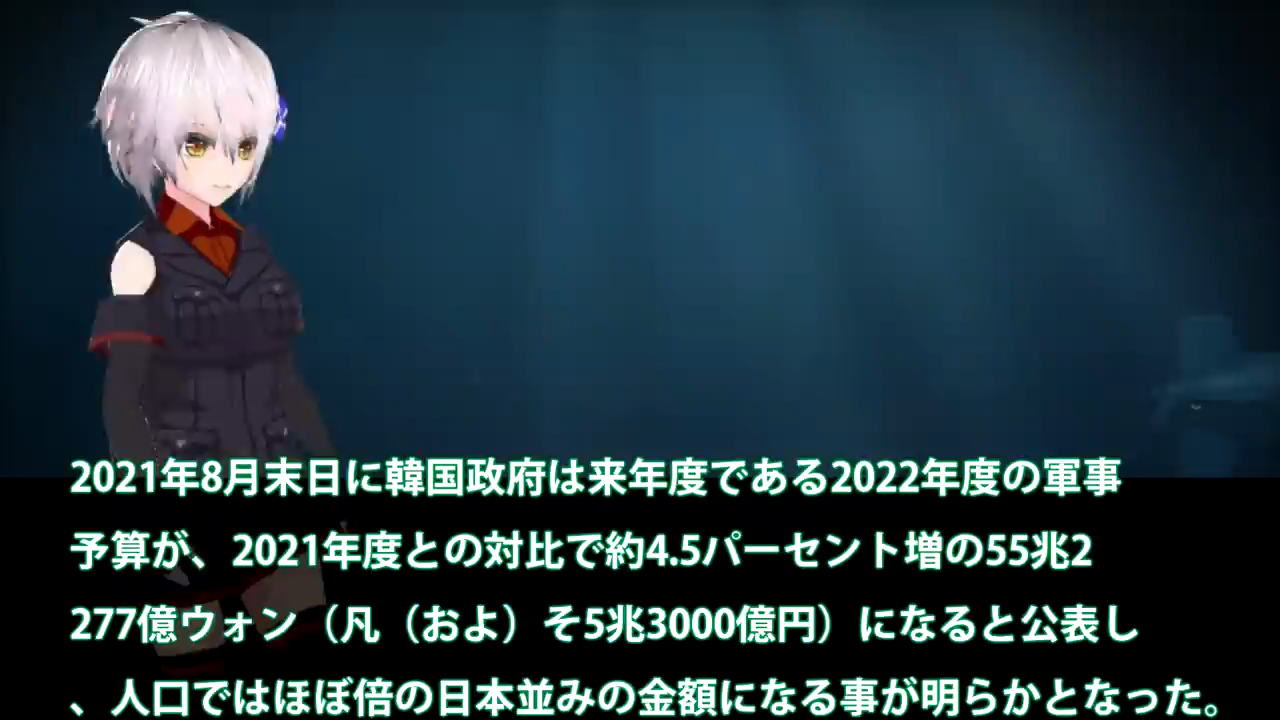 2021年8月末日に韓国政府は来年度である2022年度の軍事
予算が、2021年度との対比で約4.5パーセント増の55兆2
277億ウォン（凡（およ）そ5兆3000億円）になると公表し
、人口ではほぼ倍の日本並みの金額になる事が明らかとなった。